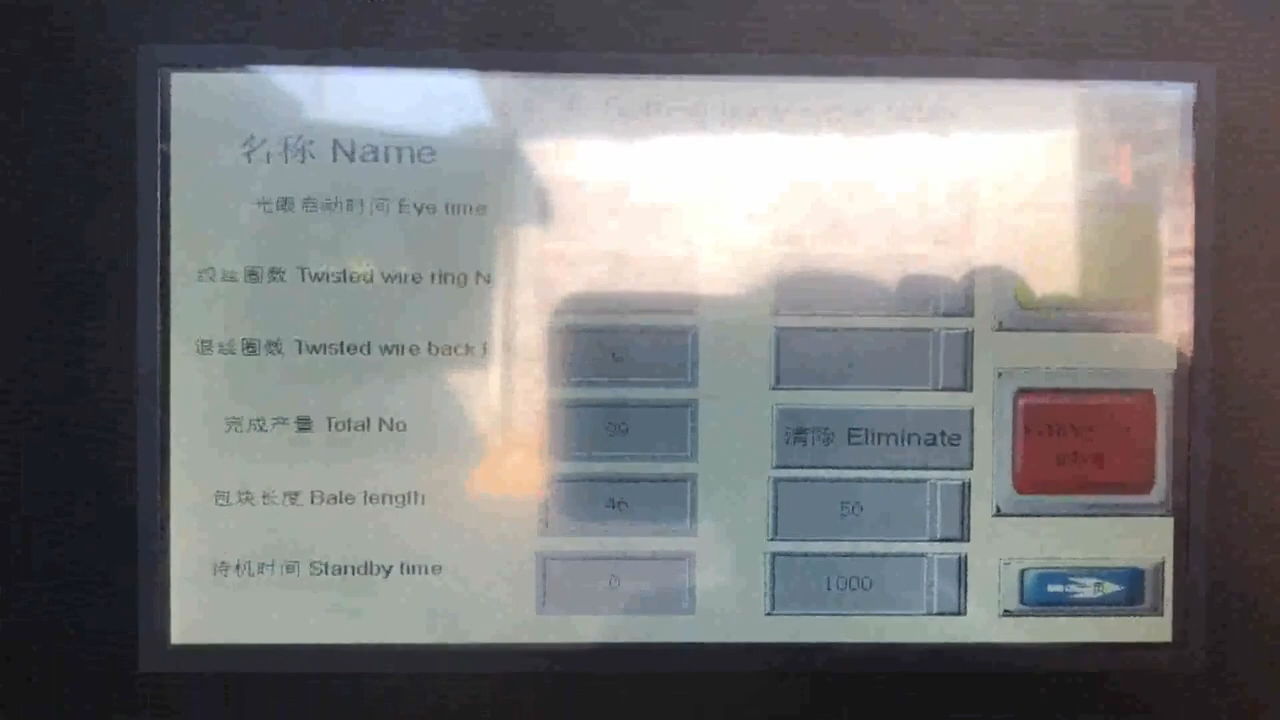 名称 Name
光眼启动时间 Eye time
绞丝圈数 Twisted wire ring N
退丝圈数 Twisted wire back
6
完成产量 Total No
99
清除 Eliminate
包块长度 Bale length
46
50
待机时间 Standby time
0
1000